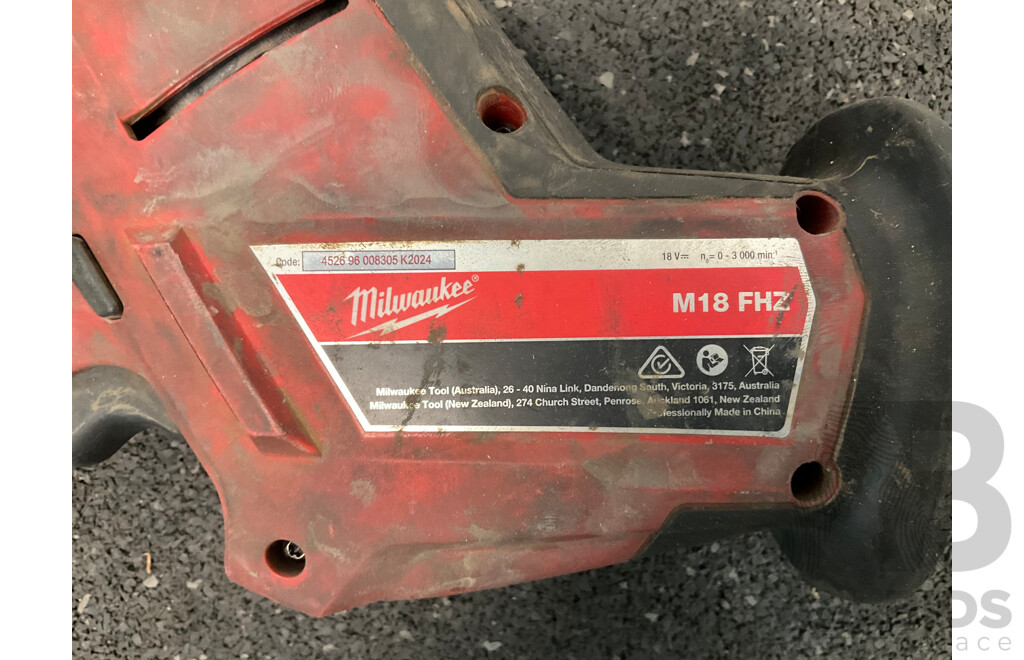 Code: 4526 96 008305 K2024
18 V⎓ n₀= 0 - 3 000 min⁻¹
Milwaukee®
M18 FHZ
Milwaukee Tool (Australia), 26 - 40 Nina Link, Dandenong South, Victoria, 3175, Australia
Milwaukee Tool (New Zealand), 274 Church Street, Penrose, Auckland 1061, New Zealand
Professionally Made in China